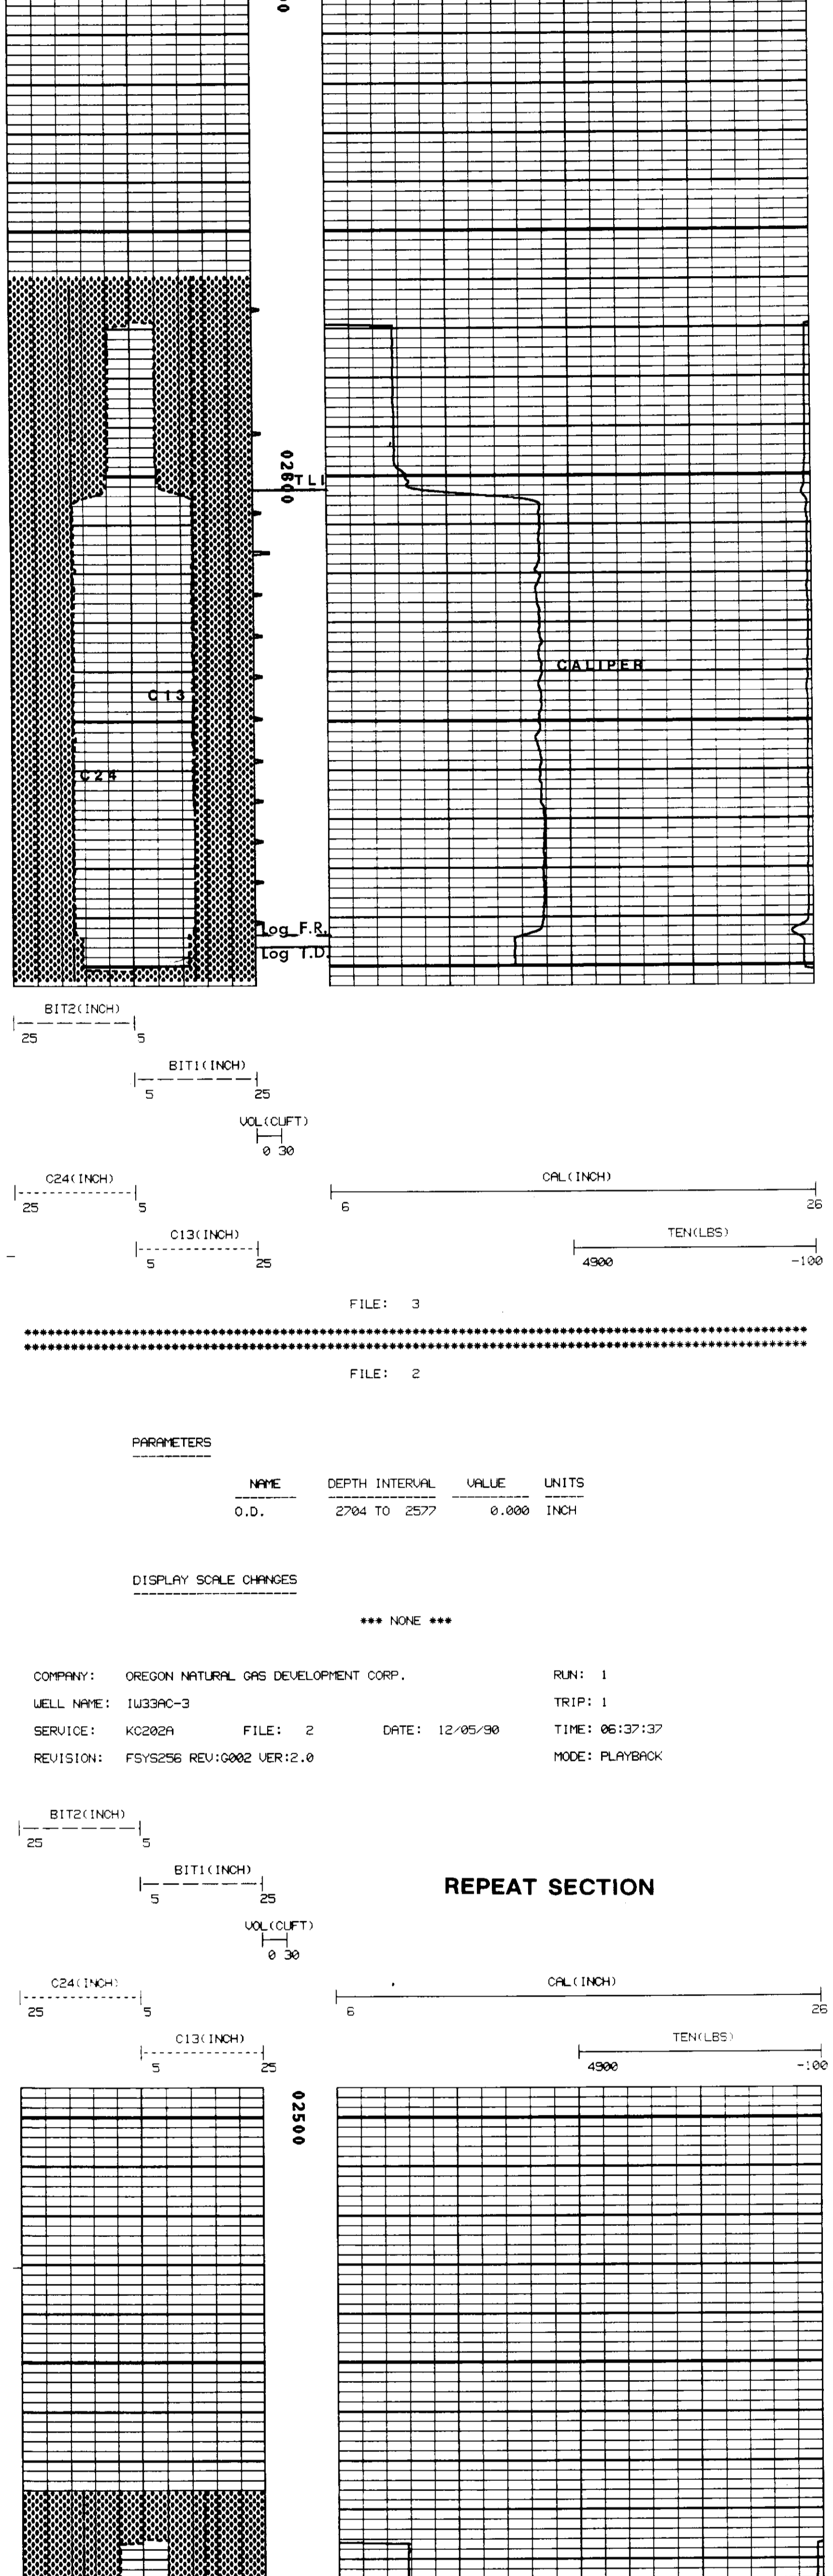 02600
TLI
CALIPER
C13
C24
Log F.R.
Log T.D.
BIT2(INCH)
25 5
BIT1(INCH)
5 25
VOL(CUFT)
0 30
C24(INCH) CAL(INCH)
25 5 6 26
C13(INCH) TEN(LBS)
5 25 4900 -100
FILE: 3
****************************************************************************************************
****************************************************************************************************
FILE: 2
PARAMETERS
NAME DEPTH INTERVAL VALUE UNITS
O.D. 2704 TO 2577 0.000 INCH
DISPLAY SCALE CHANGES
*** NONE ***
COMPANY: OREGON NATURAL GAS DEVELOPMENT CORP. RUN: 1
WELL NAME: IW33AC-3 TRIP: 1
SERVICE: KC202A FILE: 2 DATE: 12/05/90 TIME: 06:37:37
REVISION: FSYS256 REV:G002 VER:2.0 MODE: PLAYBACK
BIT2(INCH)
25 5
BIT1(INCH)
5 25
REPEAT SECTION
VOL(CUFT)
0 30
C24(INCH) CAL(INCH)
25 5 6 26
C13(INCH) TEN(LBS)
5 25 4900 -100
02500